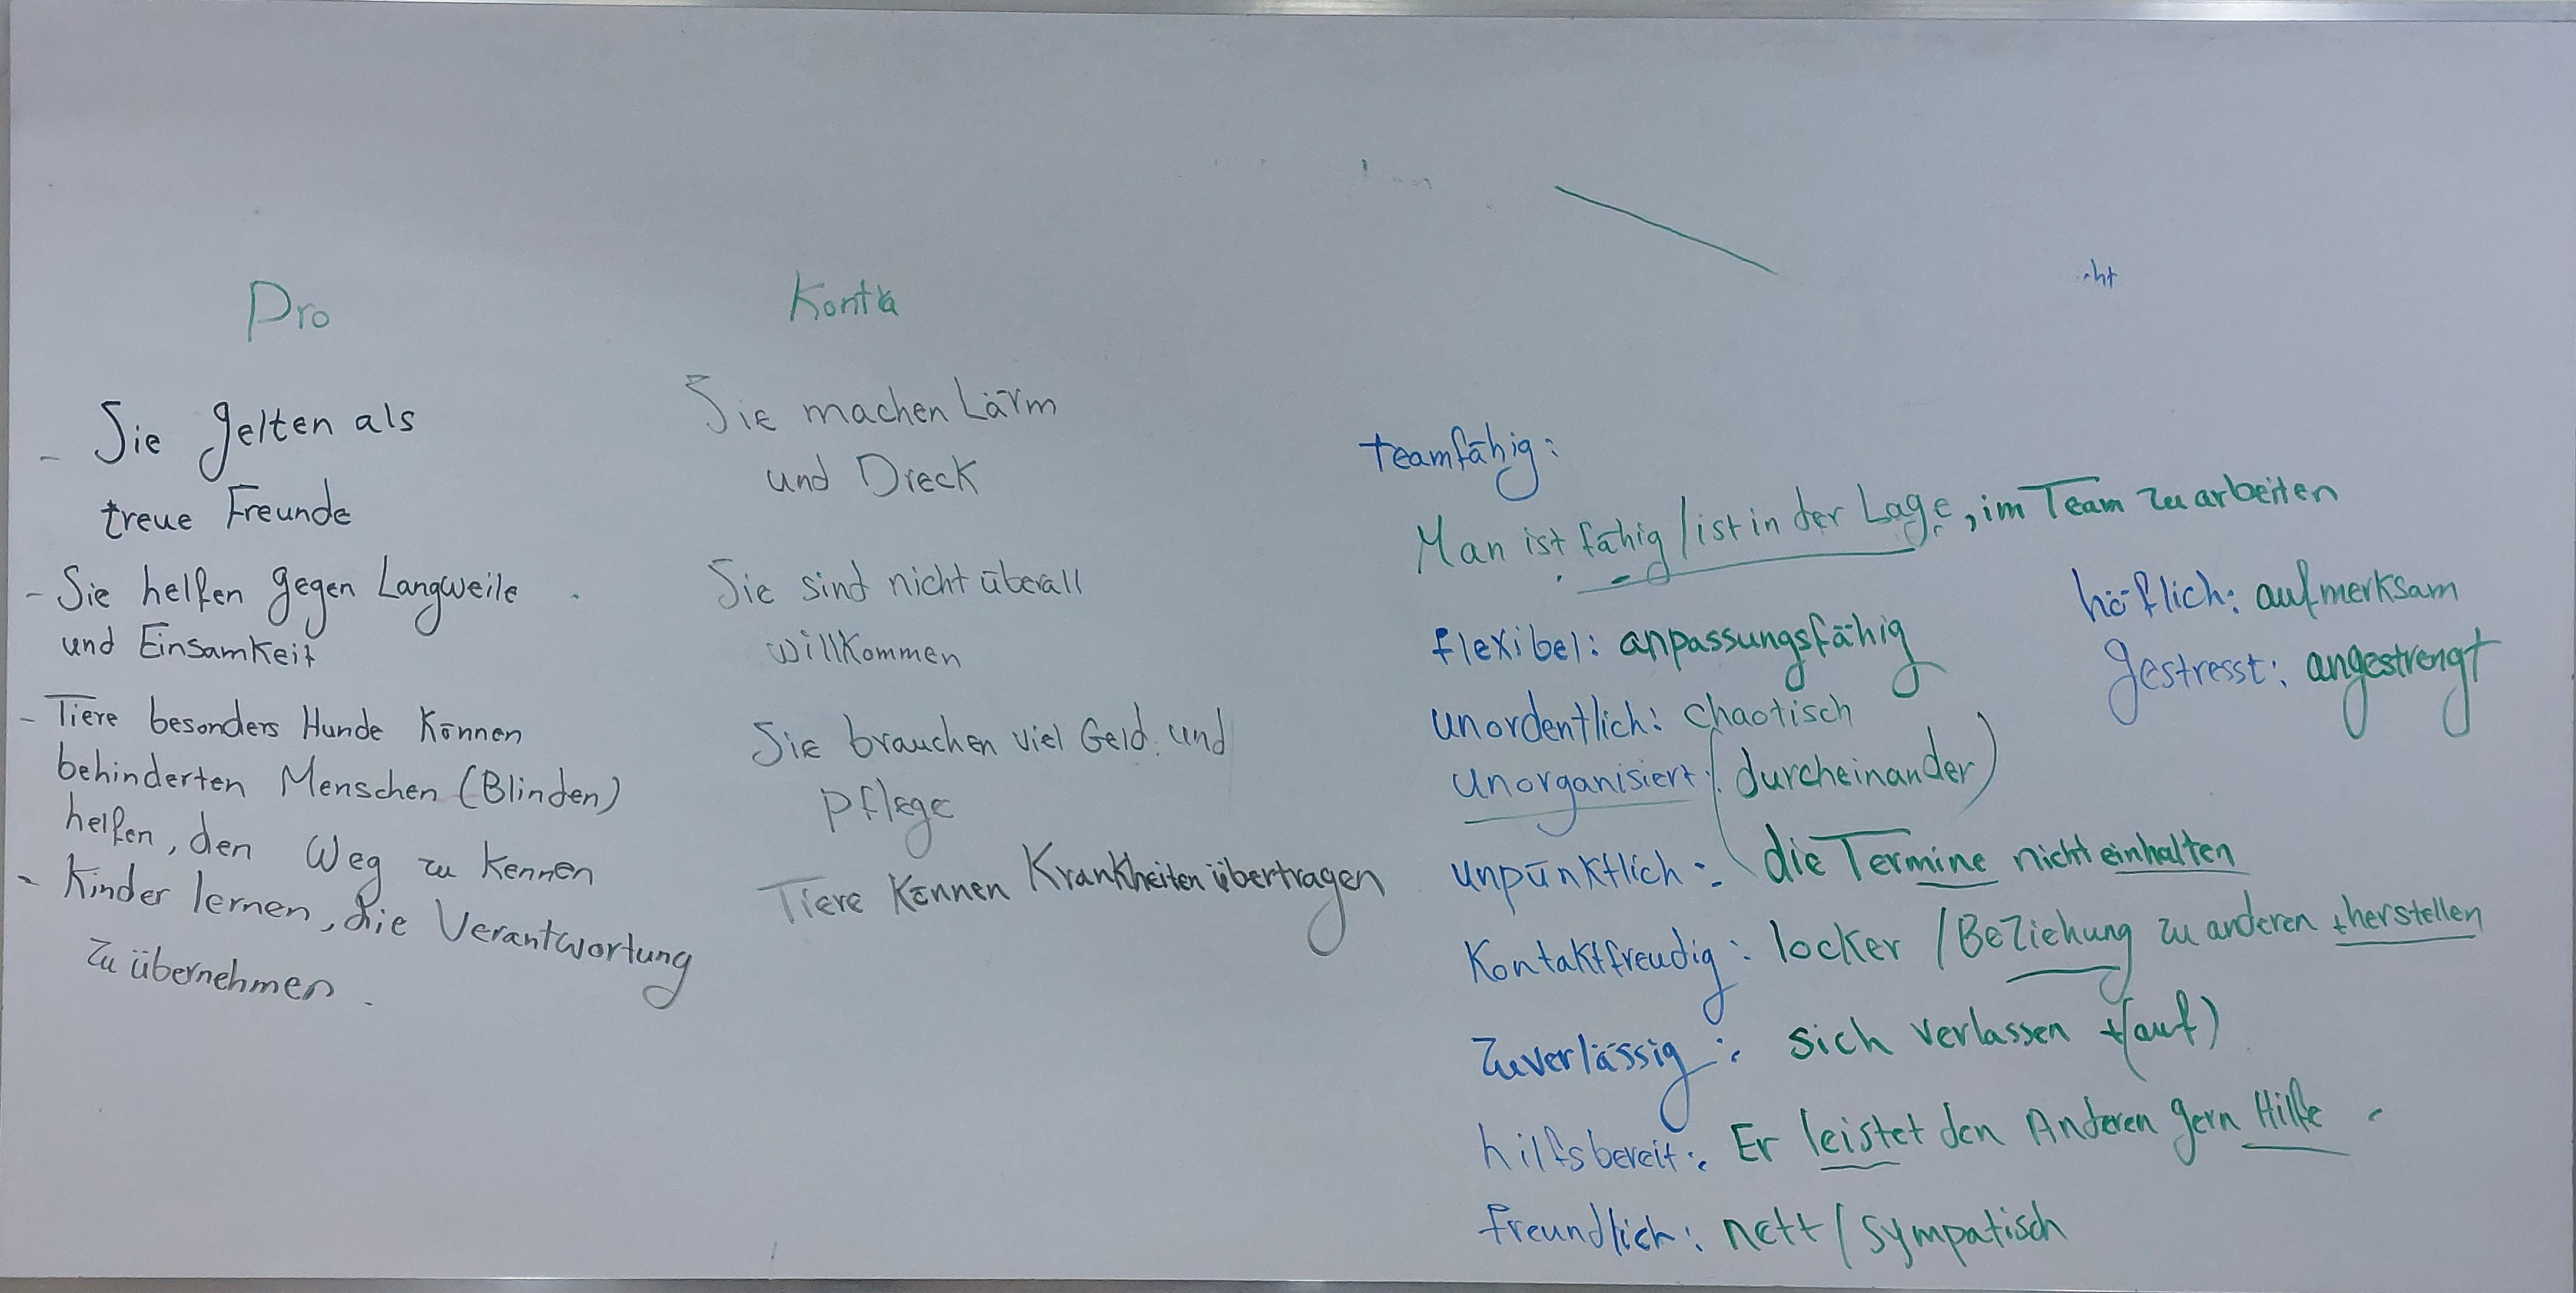 Pro
- Sie gelten als
treue Freunde
- Sie helfen gegen Langweile
und Einsamkeit
- Tiere besonders Hunde können
behinderten Menschen (Blinden)
helfen, den Weg zu kennen
- Kinder lernen, die Verantwortung
zu übernehmen.
Kontra
Sie machen Lärm
und Dreck
Sie sind nicht überall
willkommen
Sie brauchen viel Geld und
Pflege
Tiere können Krankheiten übertragen
teamfähig:
Man ist fähig / ist in der Lage, im Team zu arbeiten
flexibel: anpassungsfähig
unordentlich: chaotisch
unorganisiert: (durcheinander)
unpünktlich: die Termine nicht einhalten
Kontaktfreudig: locker / Beziehung zu anderen herstellen
Zuverlässig: sich verlassen + (auf)
hilfsbereit: Er leistet den Anderen gern Hilfe.
freundlich: nett / sympatisch
höflich: aufmerksam
gestresst: angestrengt